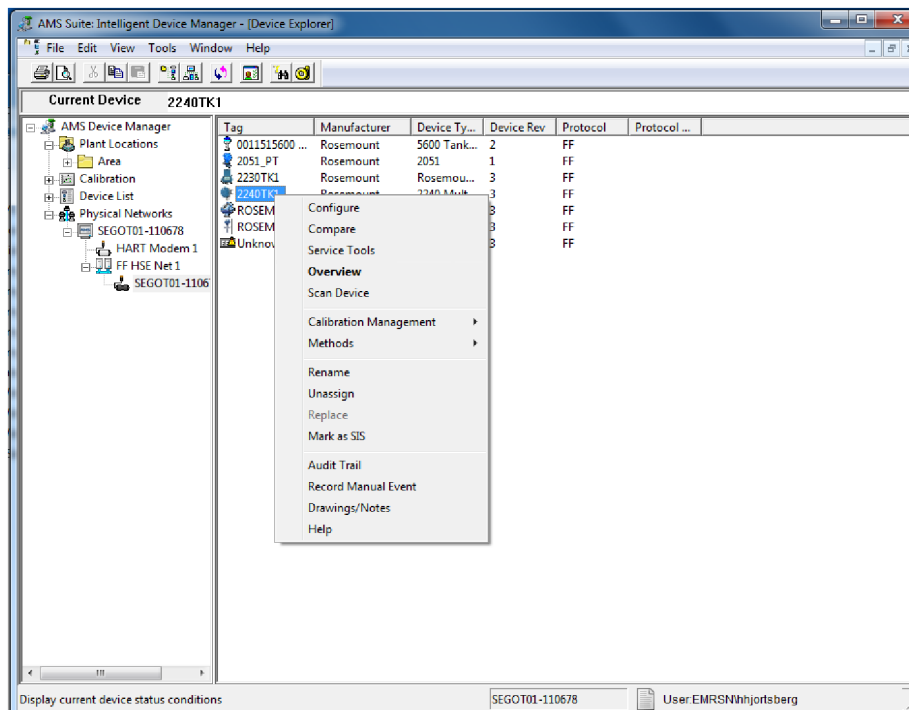 AMS Suite: Intelligent Device Manager - [Device Explorer]
File Edit View Tools Window Help
Current Device 2240TK1
AMS Device Manager
Plant Locations
Area
Calibration
Device List
Physical Networks
SEGOT01-110678
HART Modem 1
FF HSE Net 1
SEGOT01-1106
Tag Manufacturer Device Ty... Device Rev Protocol Protocol ...
0011515600 ... Rosemount 5600 Tank... 2 FF
2051_PT Rosemount 2051 1 FF
2230TK1 Rosemount Rosemou... 3 FF
2240TK1 Rosemount 2240 Mult... 3 FF
ROSEM 3 FF
ROSEM 3 FF
Unknow 3 FF
Configure
Compare
Service Tools
Overview
Scan Device
Calibration Management
Methods
Rename
Unassign
Replace
Mark as SIS
Audit Trail
Record Manual Event
Drawings/Notes
Help
Display current device status conditions SEGOT01-110678 User:EMRSN\hhjortsberg